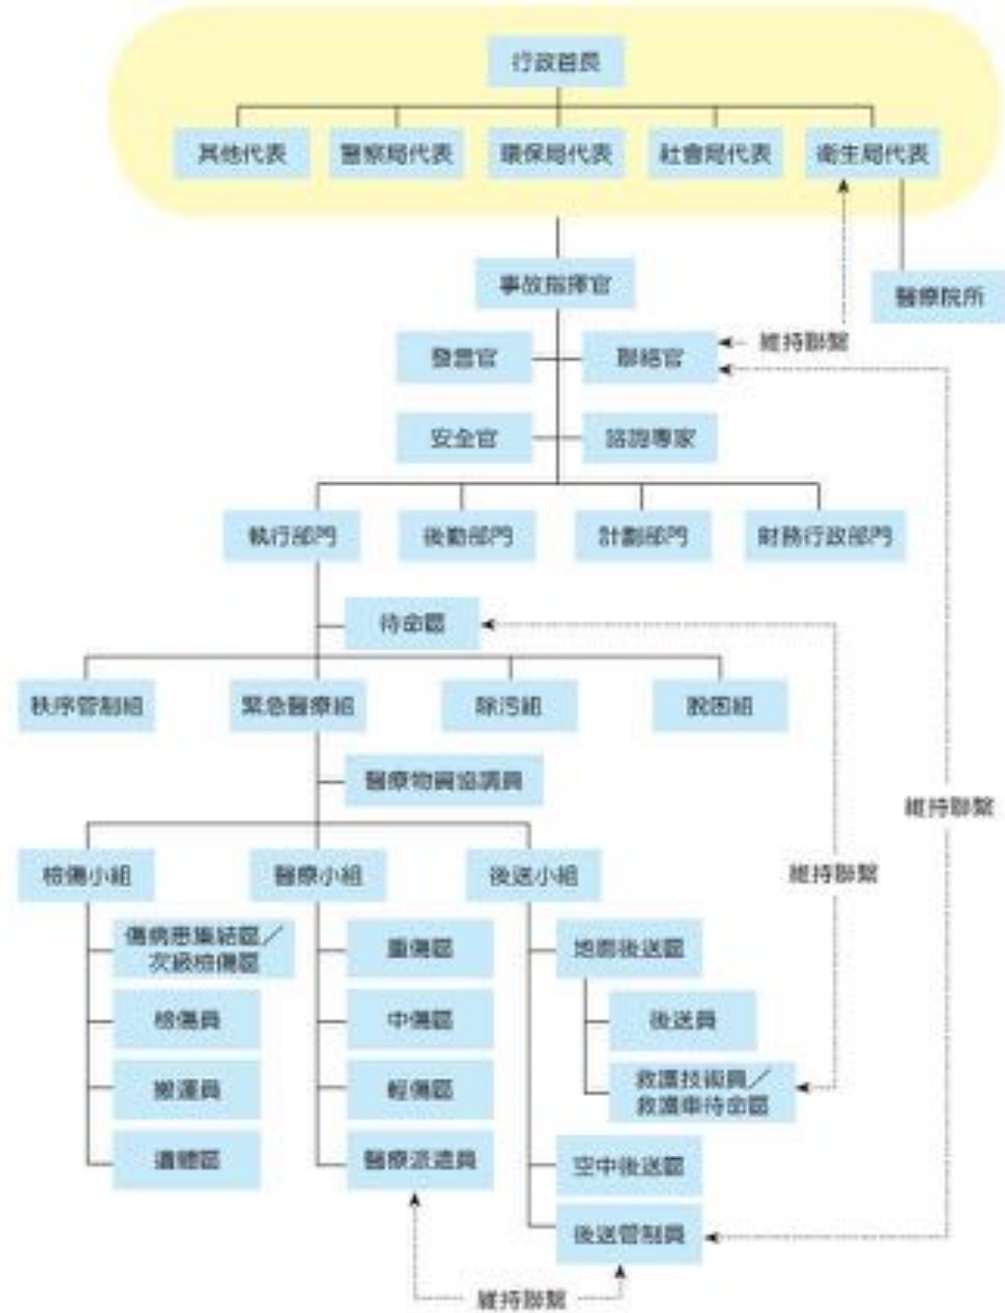 行政首長
其他代表
警察局代表
環保局代表
社會局代表
衛生局代表
事故指揮官
醫療院所
發言官
聯絡官
維持聯繫
安全官
諮詢專家
執行部門
後勤部門
計劃部門
財務行政部門
待命區
秩序管制組
緊急醫療組
除污組
脫困組
醫療物資協調員
維持聯繫
檢傷小組
醫療小組
後送小組
維持聯繫
傷病患集結區／
次級檢傷區
重傷區
地面後送區
檢傷員
中傷區
後送員
搬運員
輕傷區
救護技術員／
救護車待命區
遺體區
醫療派遣員
空中後送區
後送管制員
維持聯繫